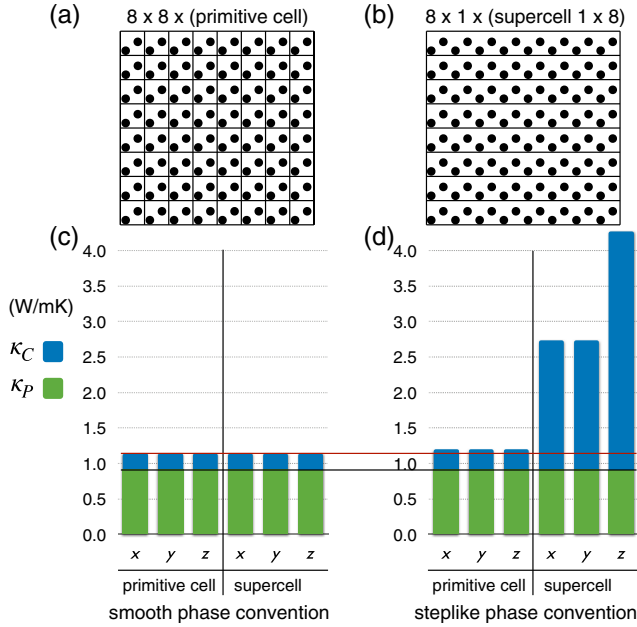 (a) 8 x 8 x (primitive cell)
(b) 8 x 1 x (supercell 1 x 8)
(c) (d)
(W/mK)
κC
κP
4.0
3.5
3.0
2.5
2.0
1.5
1.0
0.5
0.0
x y z x y z
primitive cell supercell
smooth phase convention
4.0
3.5
3.0
2.5
2.0
1.5
1.0
0.5
0.0
x y z x y z
primitive cell supercell
steplike phase convention